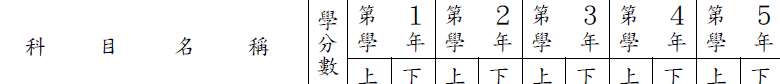 科目名稱 學分數 第1學年 第2學年 第3學年 第4學年 第5學年
上 下 上 下 上 下 上 下 上 下